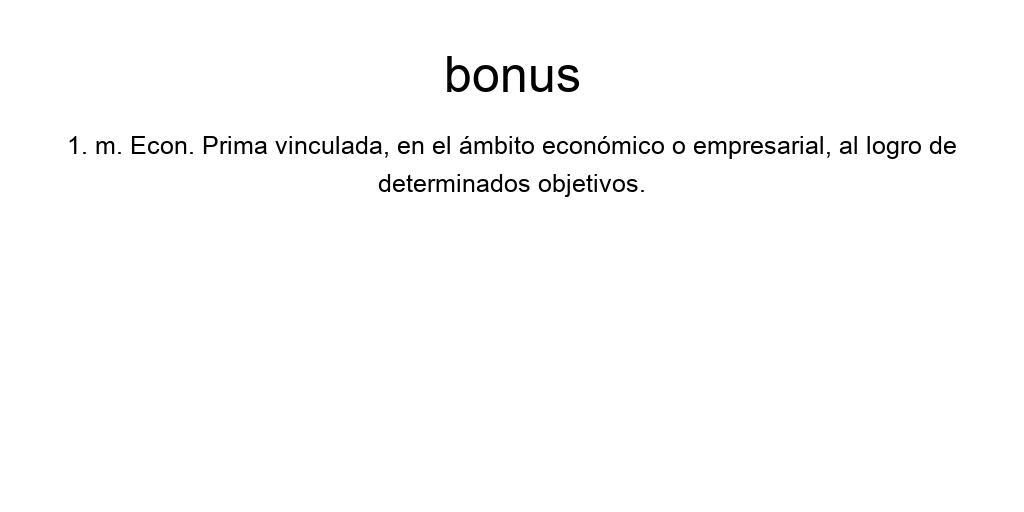 bonus
1. m. Econ. Prima vinculada, en el ámbito económico o empresarial, al logro de
determinados objetivos.